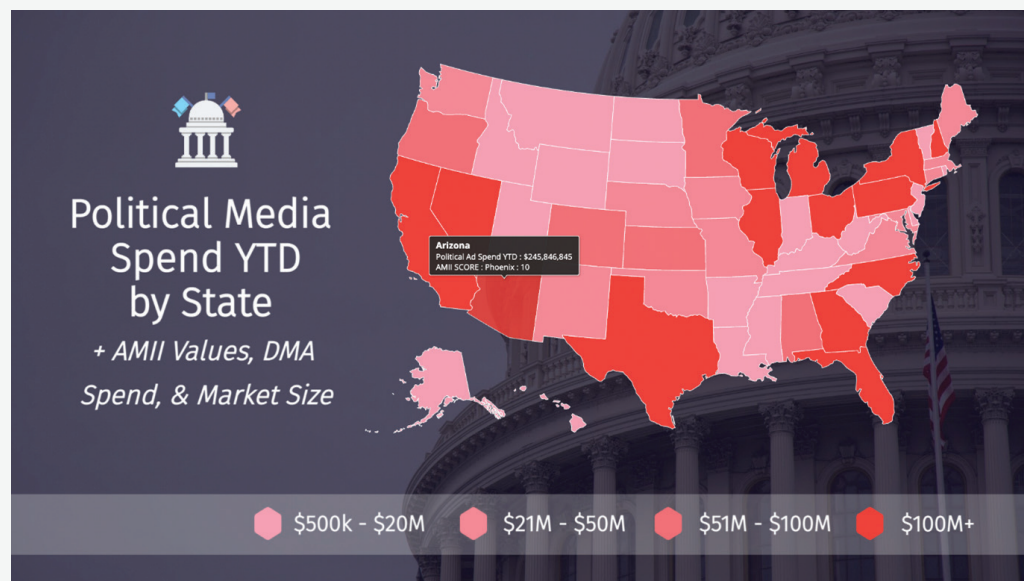 Political Media
Spend YTD
by State
+ AMII Values, DMA
Spend, & Market Size
Arizona
Political Ad Spend YTD : $245,846,845
AMII SCORE : Phoenix : 10
$500k - $20M
$21M - $50M
$51M - $100M
$100M+